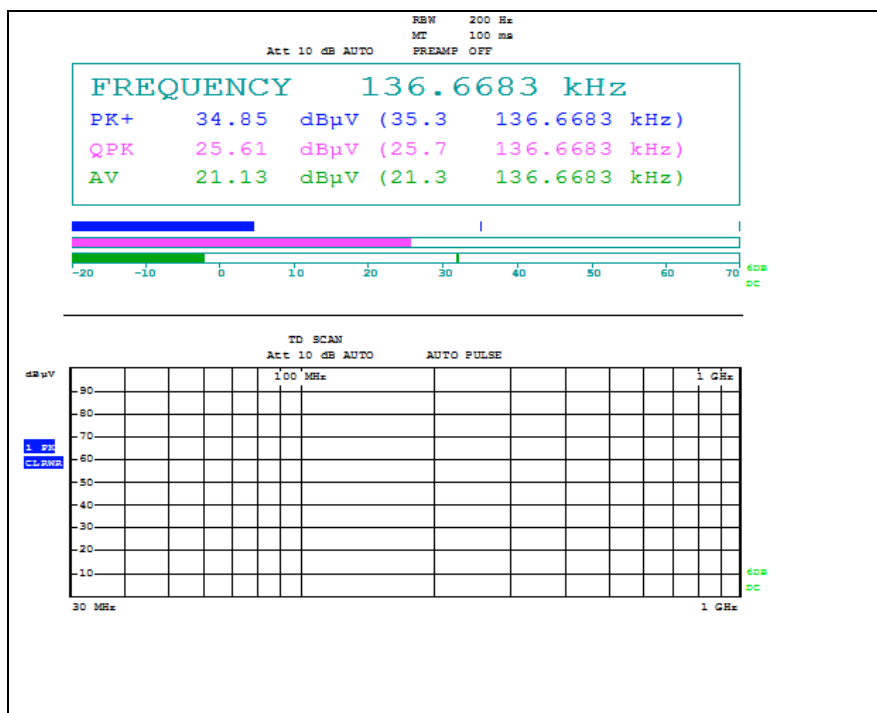 RBW 200 Hz
MT 100 ms
Att 10 dB AUTO PREAMP OFF
FREQUENCY 136.6683 kHz
PK+ 34.85 dBµV (35.3 136.6683 kHz)
QPK 25.61 dBµV (25.7 136.6683 kHz)
AV 21.13 dBµV (21.3 136.6683 kHz)
-20 -10 0 10 20 30 40 50 60 70
6DB
DC
TD SCAN
Att 10 dB AUTO AUTO PULSE
dBµV
100 MHz 1 GHz
90
80
70
1 PK
60
CLRWR
50
40
30
20
10
6DB
DC
30 MHz 1 GHz